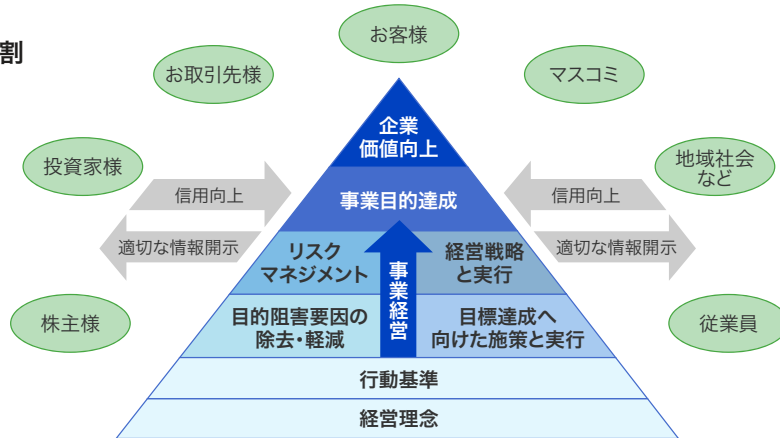 割
お客様
お取引先様
マスコミ
投資家様
地域社会
など
株主様
従業員
信用向上
適切な情報開示
信用向上
適切な情報開示
企業
価値向上
事業目的達成
リスク
マネジメント
経営戦略
と実行
事業経営
目的阻害要因の
除去・軽減
目標達成へ
向けた施策と実行
行動基準
経営理念